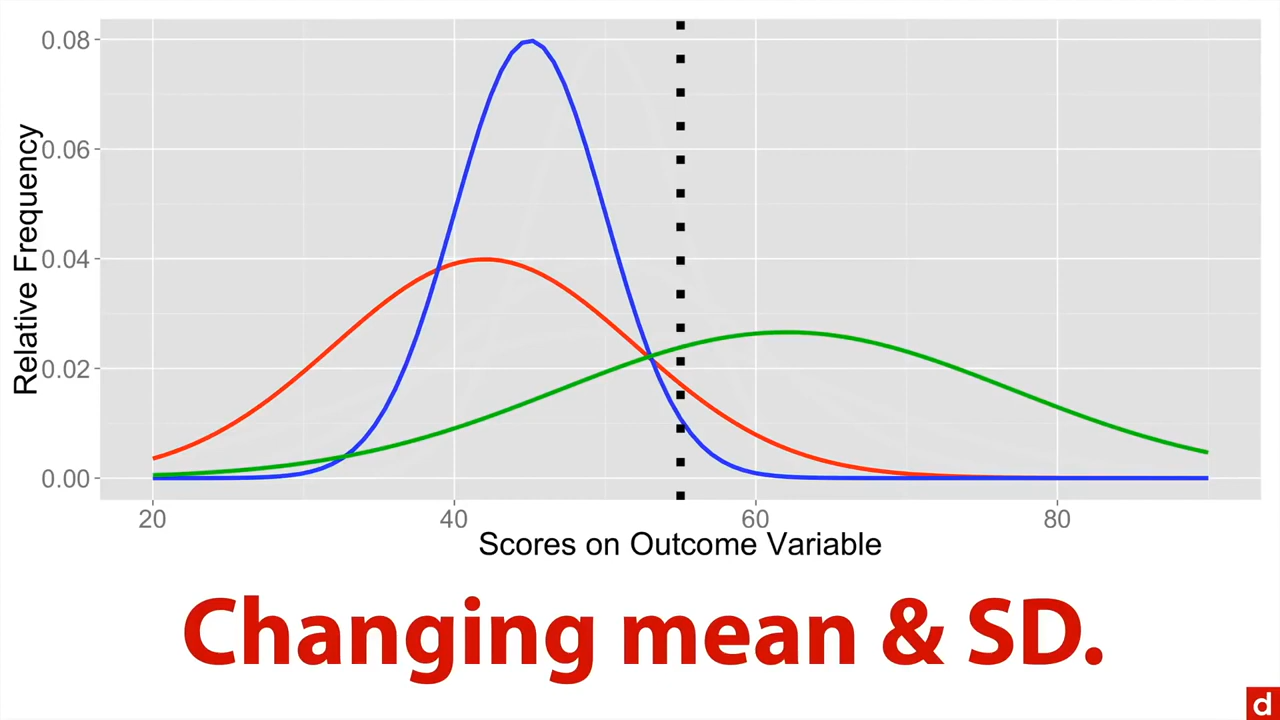 0.08
0.06
0.04
0.02
0.00
Relative Frequency
20 40 60 80
Scores on Outcome Variable
Changing mean & SD.
d